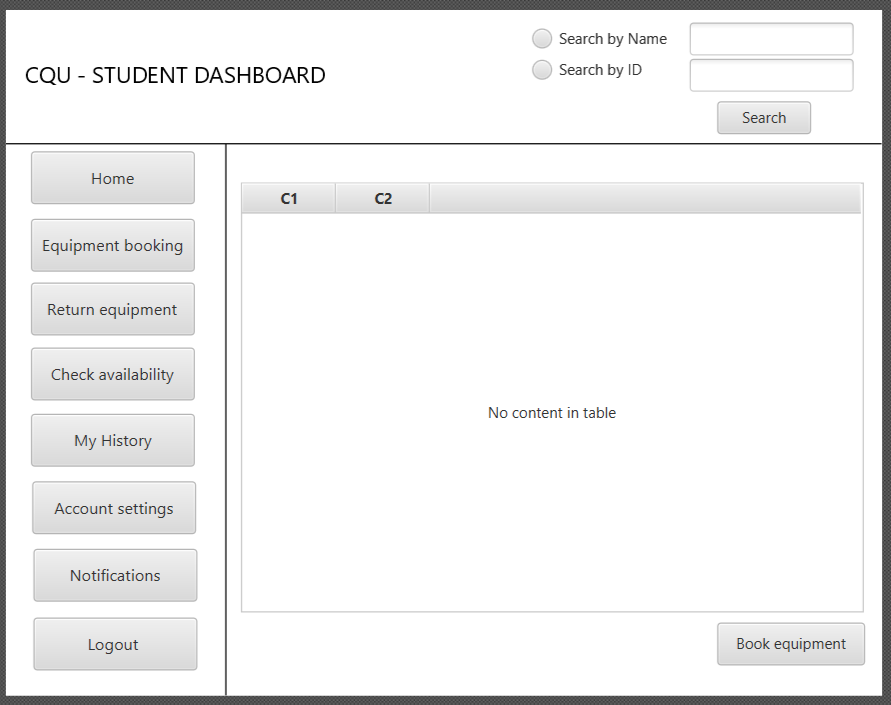 CQU - STUDENT DASHBOARD
Search by Name
Search by ID
Search
Home
Equipment booking
Return equipment
Check availability
My History
Account settings
Notifications
Logout
C1 C2
No content in table
Book equipment